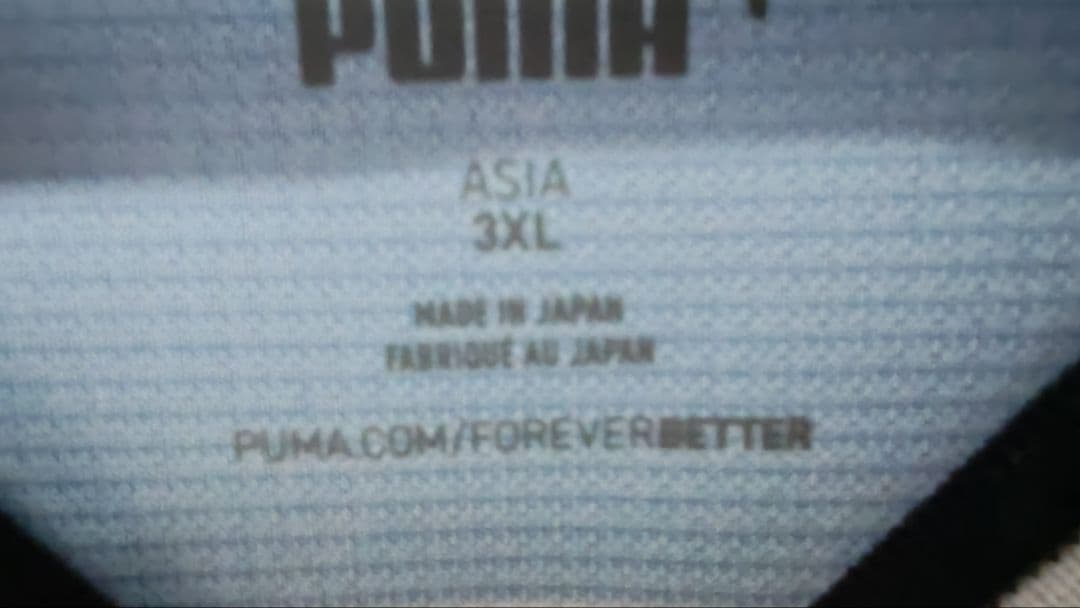 PUMA
ASIA
3XL
MADE IN JAPAN
FABRIQUÉ AU JAPAN
PUMA.COM/FOREVERBETTER